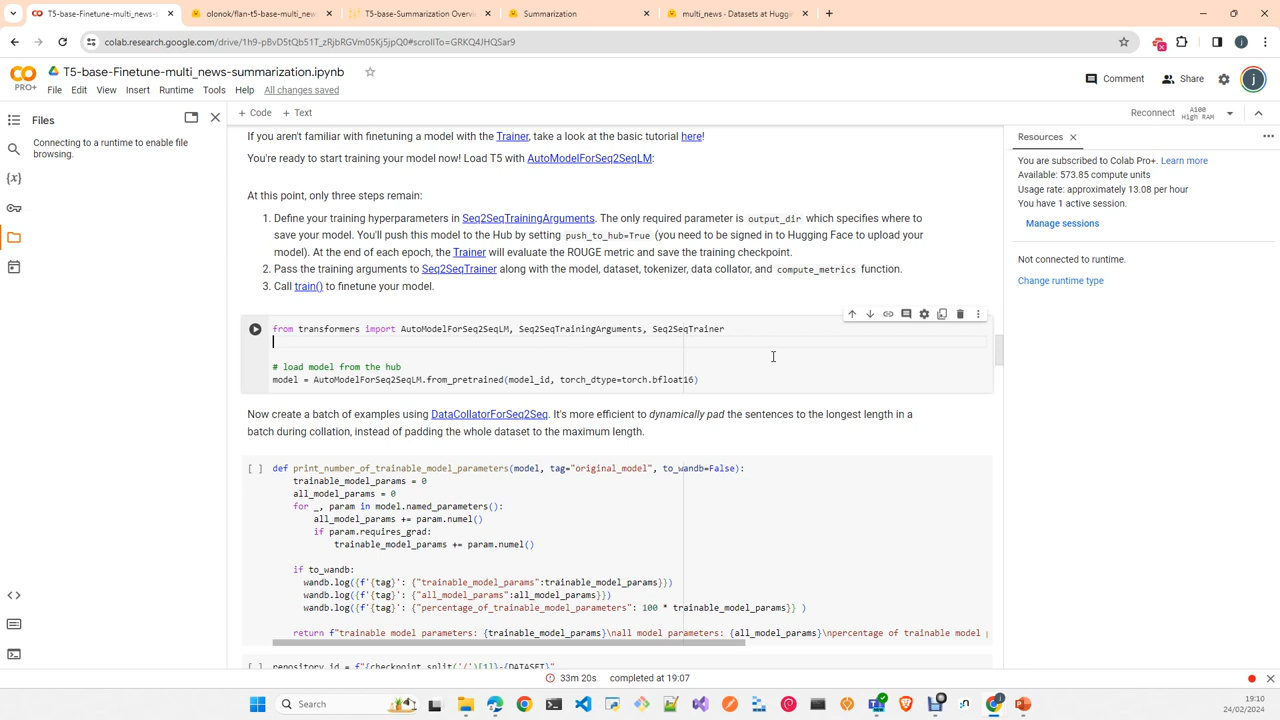 T5-base-Finetune-multi_news-s
olonok/flan-t5-base-multi_new
T5-base-Summarization Overvi
Summarization
multi_news · Datasets at Huggin
colab.research.google.com/drive/1h9-pBvD5tQb51T_zRjbRGVm05Kj5jpQ0#scrollTo=GRKQ4JHQSar9
PRO+
T5-base-Finetune-multi_news-summarization.ipynb
File Edit View Insert Runtime Tools Help All changes saved
Comment
Share
j
Files
Connecting to a runtime to enable file
browsing.
+ Code + Text
Reconnect
A100
High RAM
If you aren't familiar with finetuning a model with the Trainer, take a look at the basic tutorial here!
You're ready to start training your model now! Load T5 with AutoModelForSeq2SeqLM:
At this point, only three steps remain:
1. Define your training hyperparameters in Seq2SeqTrainingArguments. The only required parameter is output_dir which specifies where to
save your model. You'll push this model to the Hub by setting push_to_hub=True (you need to be signed in to Hugging Face to upload your
model). At the end of each epoch, the Trainer will evaluate the ROUGE metric and save the training checkpoint.
2. Pass the training arguments to Seq2SeqTrainer along with the model, dataset, tokenizer, data collator, and compute_metrics function.
3. Call train() to finetune your model.
from transformers import AutoModelForSeq2SeqLM, Seq2SeqTrainingArguments, Seq2SeqTrainer
# load model from the hub
model = AutoModelForSeq2SeqLM.from_pretrained(model_id, torch_dtype=torch.bfloat16)
Now create a batch of examples using DataCollatorForSeq2Seq. It's more efficient to dynamically pad the sentences to the longest length in a
batch during collation, instead of padding the whole dataset to the maximum length.
[ ] def print_number_of_trainable_model_parameters(model, tag="original_model", to_wandb=False):
trainable_model_params = 0
all_model_params = 0
for _, param in model.named_parameters():
all_model_params += param.numel()
if param.requires_grad:
trainable_model_params += param.numel()
if to_wandb:
wandb.log({f'{tag}': {"trainable_model_params":trainable_model_params}})
wandb.log({f'{tag}': {"all_model_params":all_model_params}})
wandb.log({f'{tag}': {"percentage_of_trainable_model_parameters": 100 * trainable_model_params} )
return f"trainable model parameters: {trainable_model_params}\nall model parameters: {all_model_params}\npercentage of trainable model p
[ ] repository_id = f"{checkpoint.split('/')[1]}-{DATASET}"
Resources
You are subscribed to Colab Pro+. Learn more
Available: 573.85 compute units
Usage rate: approximately 13.08 per hour
You have 1 active session.
Manage sessions
Not connected to runtime.
Change runtime type
33m 20s completed at 19:07
Search
19:10
24/02/2024